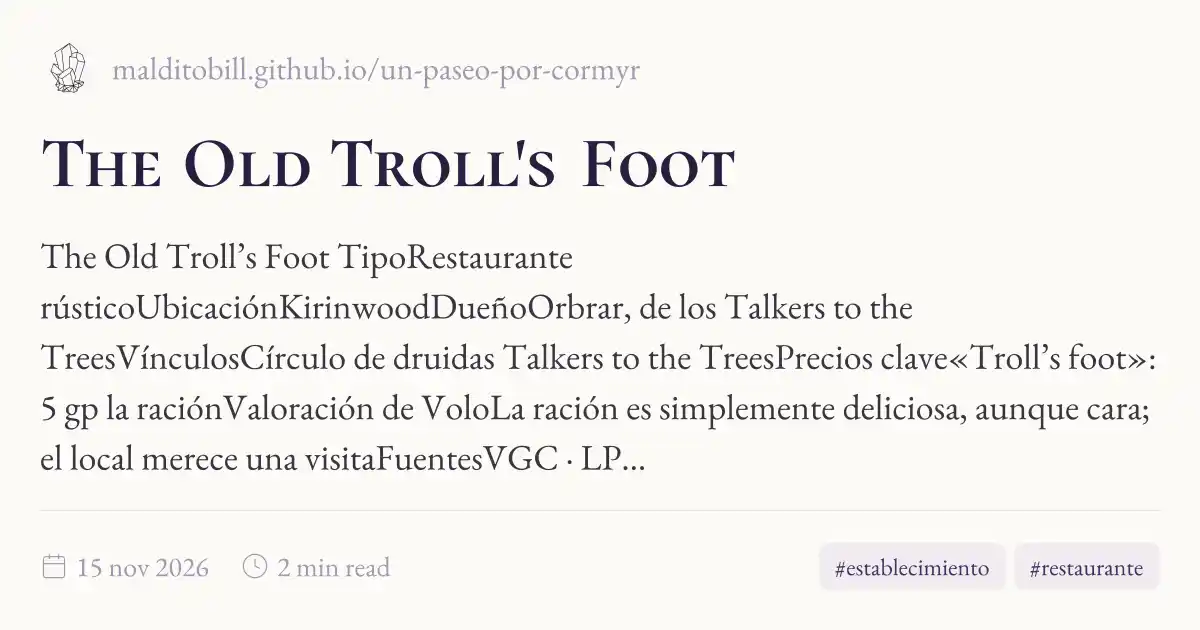 malditobill.github.io/un-paseo-por-cormyr
The Old Troll's Foot
The Old Troll’s Foot TipoRestaurante
rústicoUbicaciónKirinwoodDueñoOrbrar, de los Talkers to the
TreesVínculosCírculo de druidas Talkers to the TreesPrecios clave«Troll’s foot»:
5 gp la raciónValoración de VoloLa ración es simplemente deliciosa, aunque cara;
el local merece una visitaFuentesVGC · LP...
15 nov 2026
2 min read
#establecimiento
#restaurante